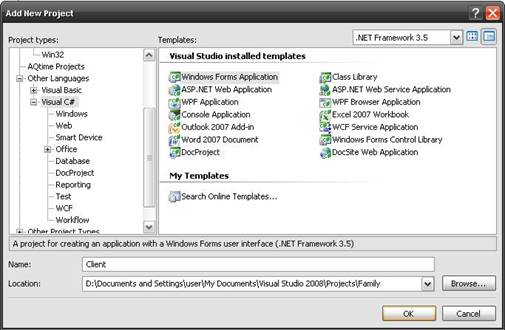 Add New Project
Project types:
Templates:
.NET Framework 3.5
Win32
AQtime Projects
Other Languages
Visual Basic
Visual C#
Windows
Web
Smart Device
Office
Database
DocProject
Reporting
Test
WCF
Workflow
Other Project Types
Visual Studio installed templates
Windows Forms Application
Class Library
ASP.NET Web Application
ASP.NET Web Service Application
WPF Application
WPF Browser Application
Console Application
Excel 2007 Workbook
Outlook 2007 Add-in
WCF Service Application
Word 2007 Document
Windows Forms Control Library
DocProject
DocSite Web Application
My Templates
Search Online Templates...
A project for creating an application with a Windows Forms user interface (.NET Framework 3.5)
Name:
Client
Location:
D:\Documents and Settings\user\My Documents\Visual Studio 2008\Projects\Family
Browse...
OK
Cancel